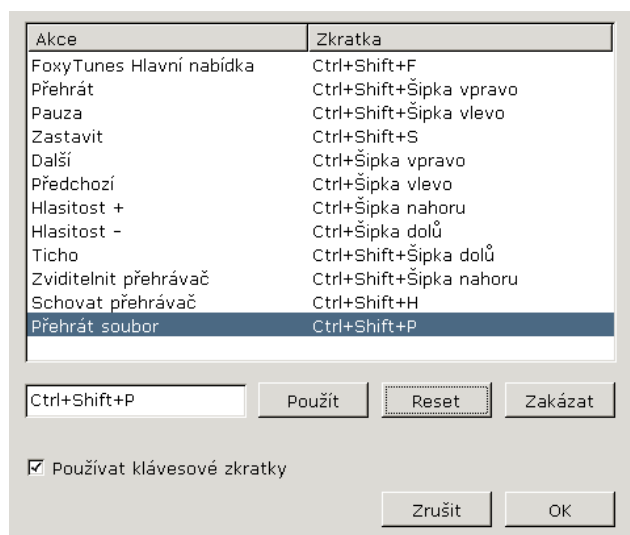 Akce Zkratka
FoxyTunes Hlavní nabídka Ctrl+Shift+F
Přehrát Ctrl+Shift+Šipka vpravo
Pauza Ctrl+Shift+Šipka vlevo
Zastavit Ctrl+Shift+S
Další Ctrl+Šipka vpravo
Předchozí Ctrl+Šipka vlevo
Hlasitost + Ctrl+Šipka nahoru
Hlasitost - Ctrl+Šipka dolů
Ticho Ctrl+Shift+Šipka dolů
Zviditelnit přehrávač Ctrl+Shift+Šipka nahoru
Schovat přehrávač Ctrl+Shift+H
Přehrát soubor Ctrl+Shift+P
Ctrl+Shift+P Použít Reset Zakázat
Používat klávesové zkratky
Zrušit OK